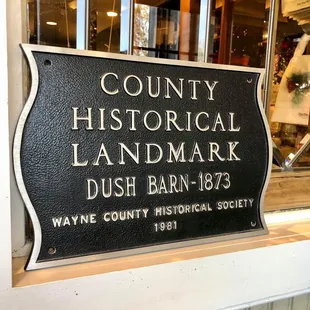 COUNTY
HISTORICAL
LANDMARK
DUSH BARN-1873
WAYNE COUNTY HISTORICAL SOCIETY
1981